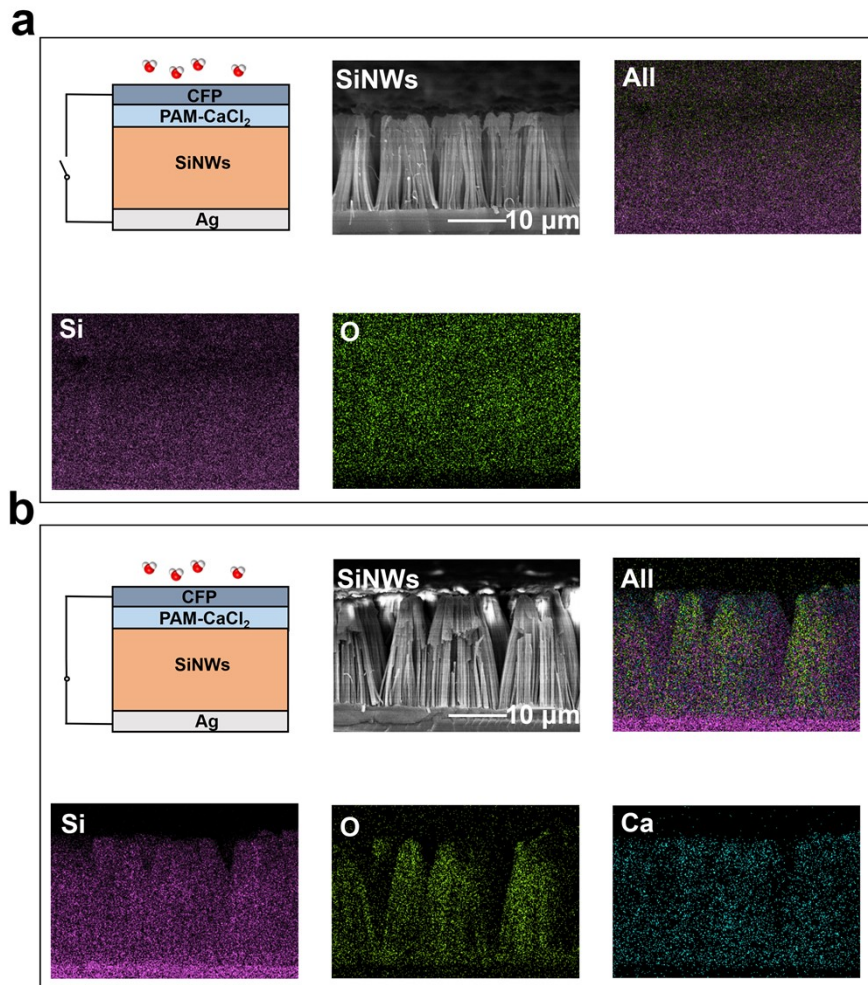 a
CFP
PAM-CaCl₂
SiNWs
Ag
SiNWs
10 μm
All
Si
O
b
CFP
PAM-CaCl₂
SiNWs
Ag
SiNWs
10 μm
All
Si
O
Ca